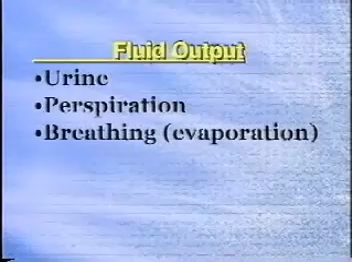 Fluid Output
•Urine
•Perspiration
•Breathing (evaporation)